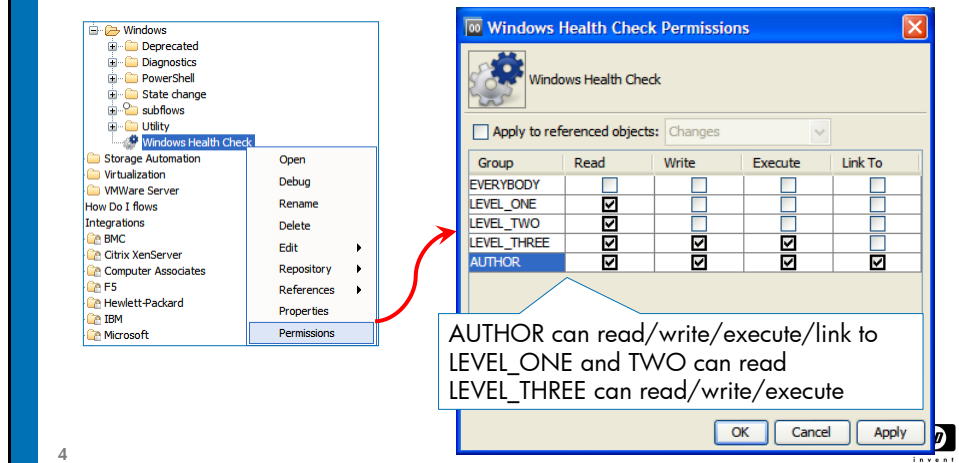 Windows
Deprecated
Diagnostics
PowerShell
State change
subflows
Utility
Windows Health Check
Storage Automation
Virtualization
VMWare Server
How Do I flows
Integrations
BMC
Citrix XenServer
Computer Associates
F5
Hewlett-Packard
IBM
Microsoft
Open
Debug
Rename
Delete
Edit
Repository
References
Properties
Permissions
00 Windows Health Check Permissions
Windows Health Check
Apply to referenced objects: Changes
Group Read Write Execute Link To
EVERYBODY
LEVEL_ONE
LEVEL_TWO
LEVEL_THREE
AUTHOR
AUTHOR can read/write/execute/link to
LEVEL_ONE and TWO can read
LEVEL_THREE can read/write/execute
OK Cancel Apply
invent
4